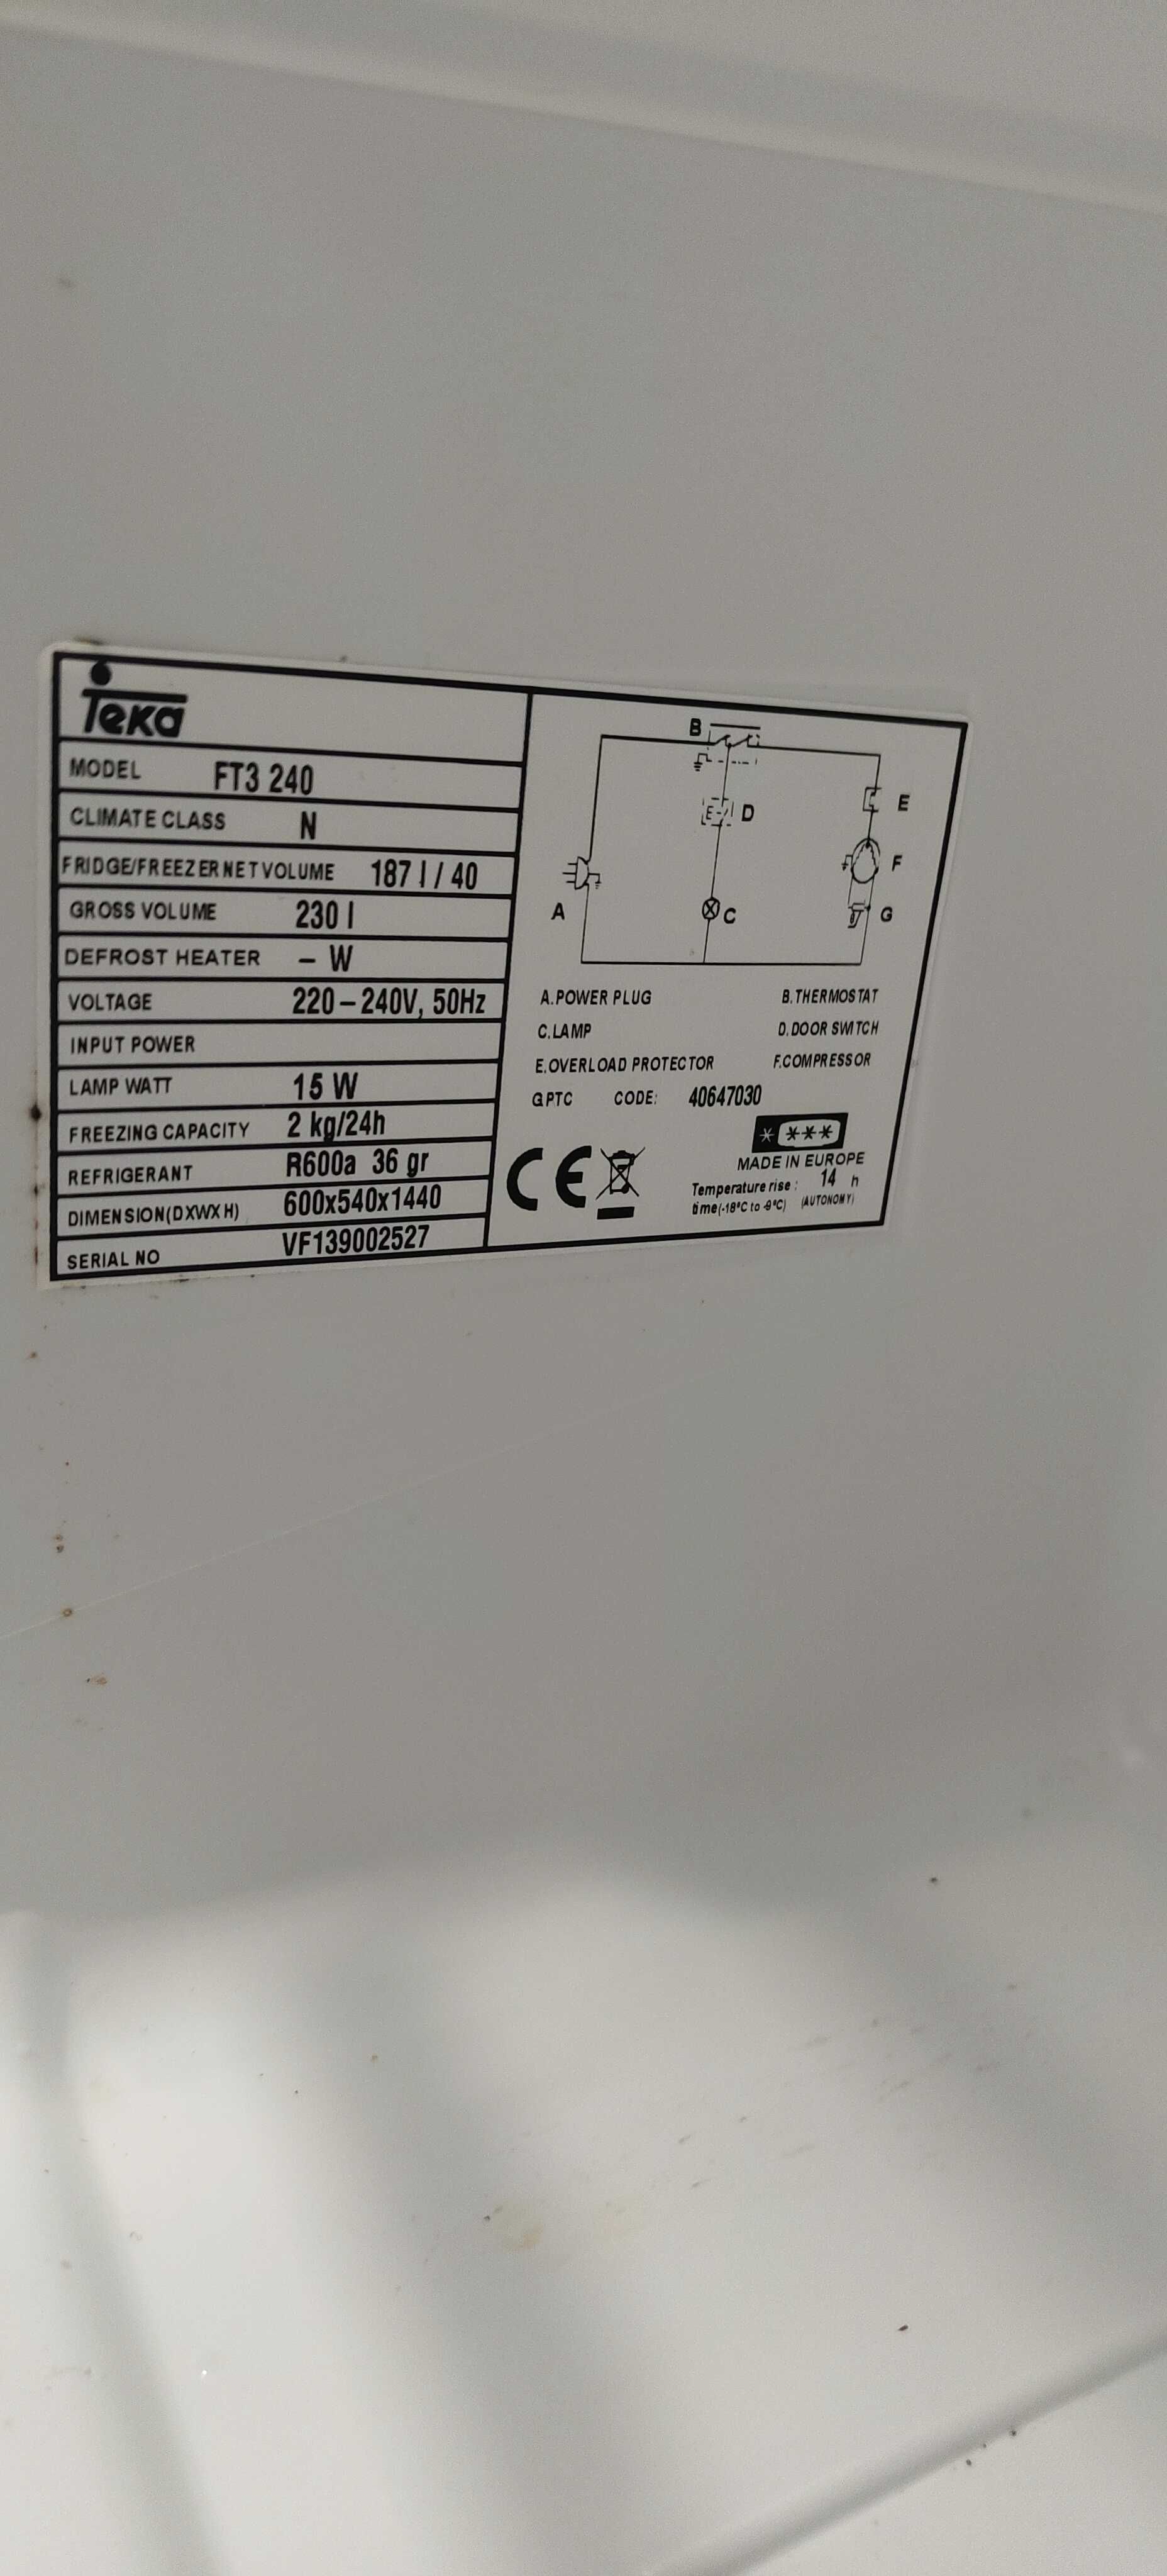 Teka
MODEL FT3 240
CLIMATE CLASS N
FRIDGE/FREEZER NET VOLUME 187 l / 40
GROSS VOLUME 230 l
DEFROST HEATER – W
VOLTAGE 220–240V, 50Hz
INPUT POWER
LAMP WATT 15 W
FREEZING CAPACITY 2 kg/24h
REFRIGERANT R600a 36 gr
DIMENSION(DXWXH) 600x540x1440
SERIAL NO VF139002527
B
E
D
F
A
C
G
A.POWER PLUG B.THERMOSTAT
C.LAMP D.DOOR SWITCH
E.OVERLOAD PROTECTOR F.COMPRESSOR
G.PTC CODE: 40647030
* ***
CE
MADE IN EUROPE
Temperature rise : 14 h
time(-18°C to -9°C) (AUTONOMY)